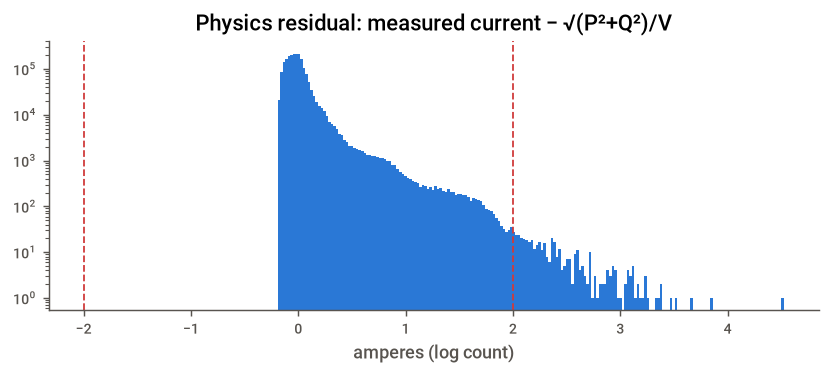 Physics residual: measured current − √(P²+Q²)/V
10⁵
10⁴
10³
10²
10¹
10⁰
−2 −1 0 1 2 3 4
amperes (log count)